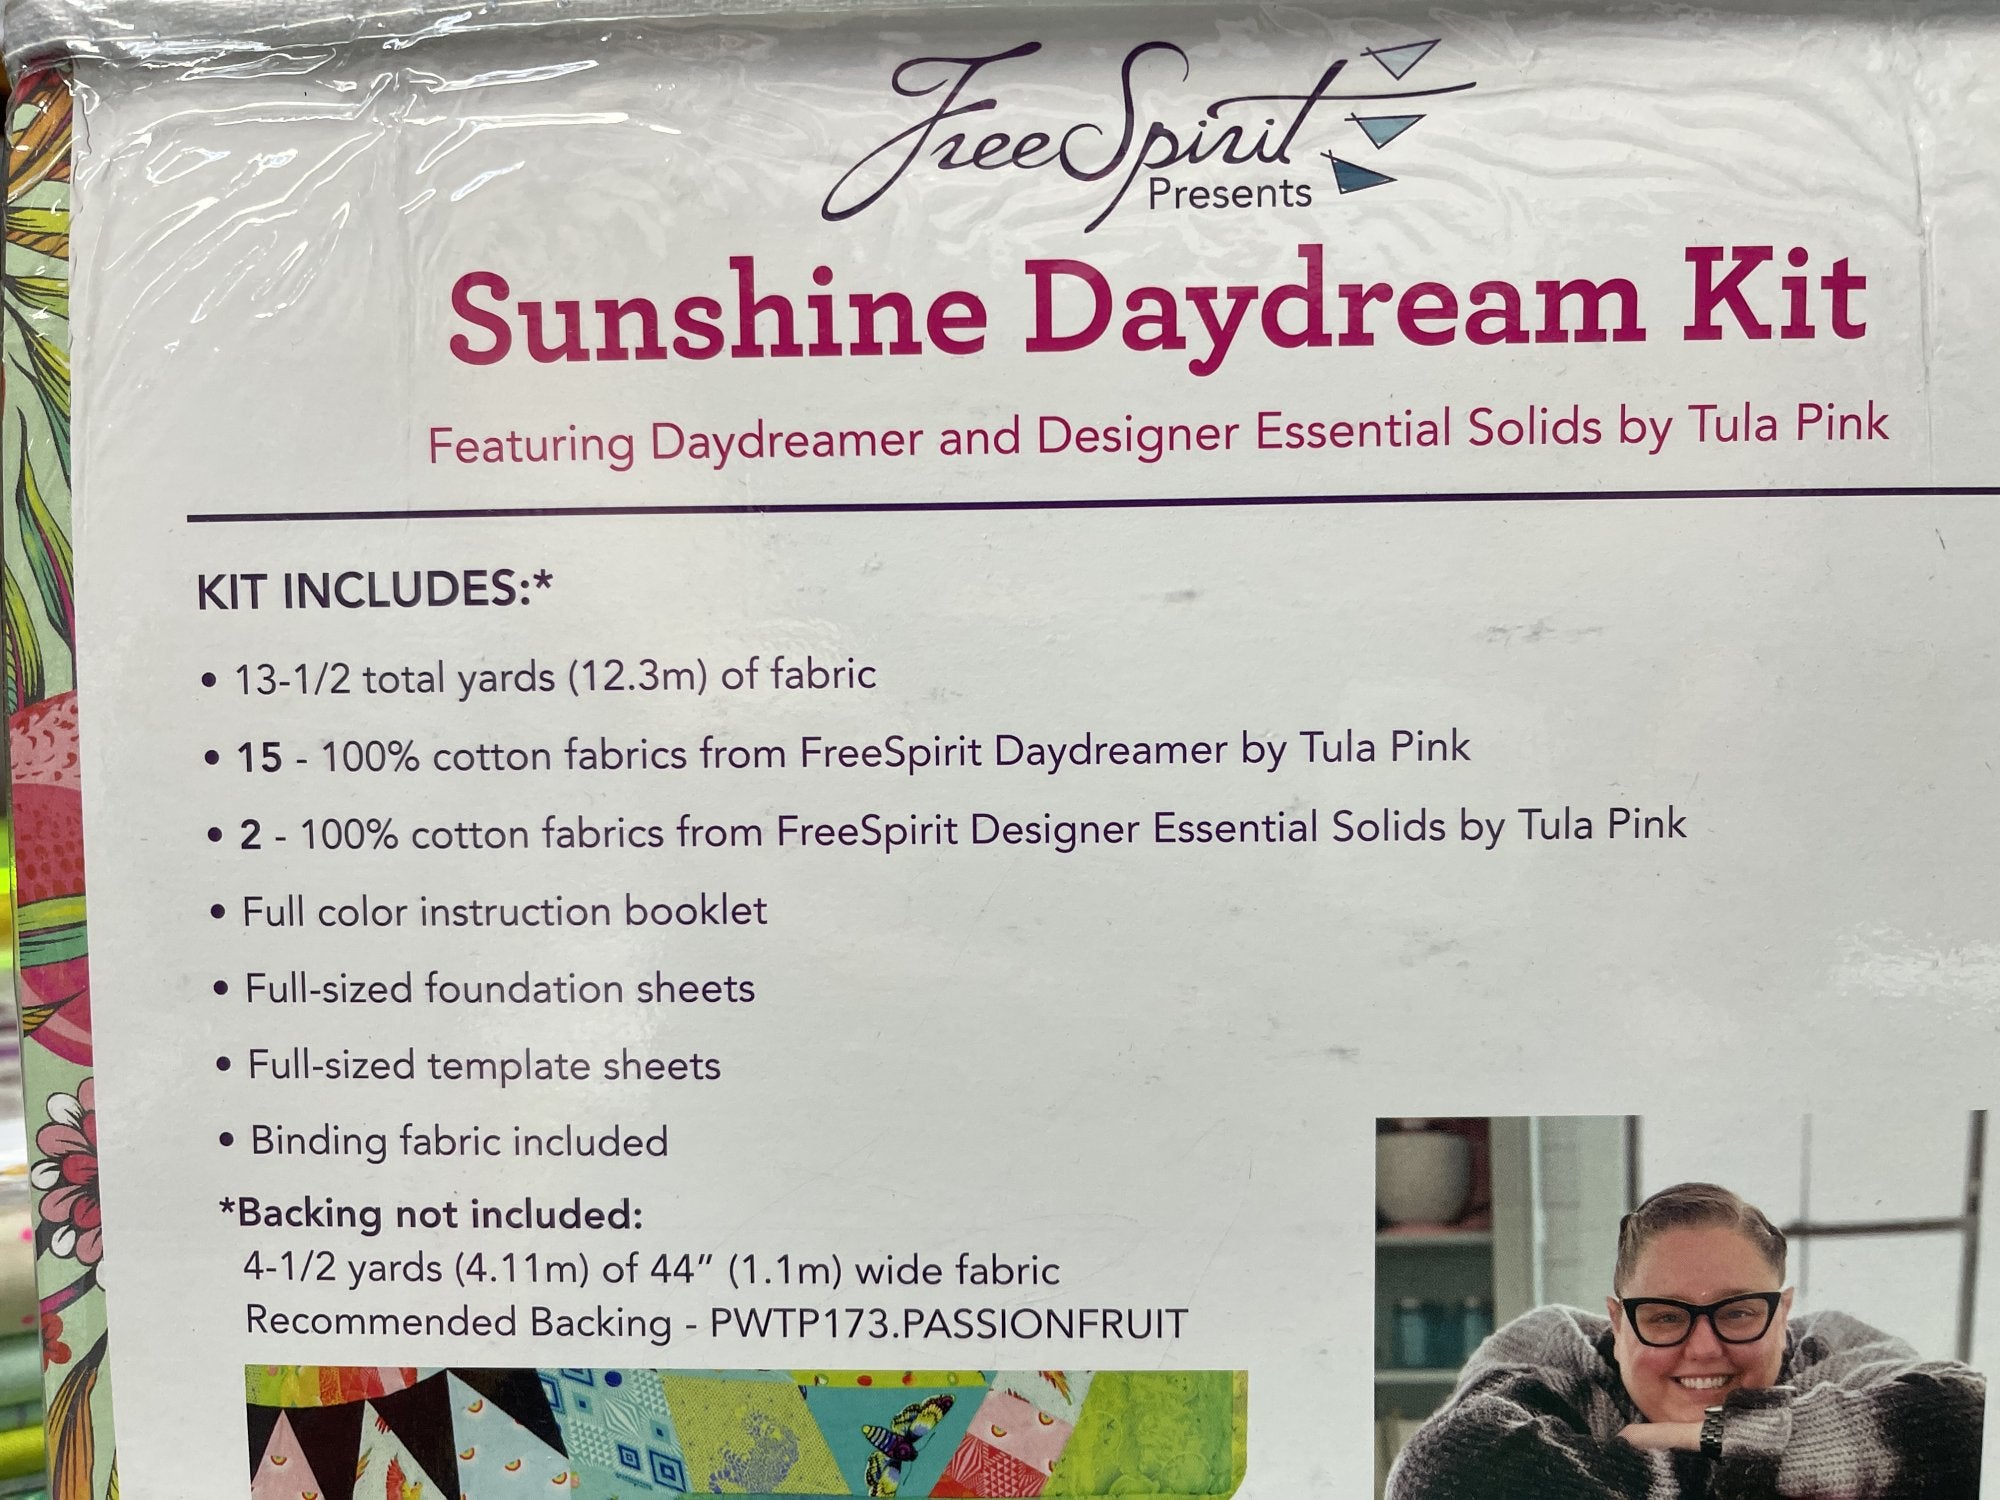 FreeSpirit
Presents
Sunshine Daydream Kit
Featuring Daydreamer and Designer Essential Solids by Tula Pink
KIT INCLUDES:*
• 13-1/2 total yards (12.3m) of fabric
• 15 - 100% cotton fabrics from FreeSpirit Daydreamer by Tula Pink
• 2 - 100% cotton fabrics from FreeSpirit Designer Essential Solids by Tula Pink
• Full color instruction booklet
• Full-sized foundation sheets
• Full-sized template sheets
• Binding fabric included
*Backing not included:
4-1/2 yards (4.11m) of 44” (1.1m) wide fabric
Recommended Backing - PWTP173.PASSIONFRUIT